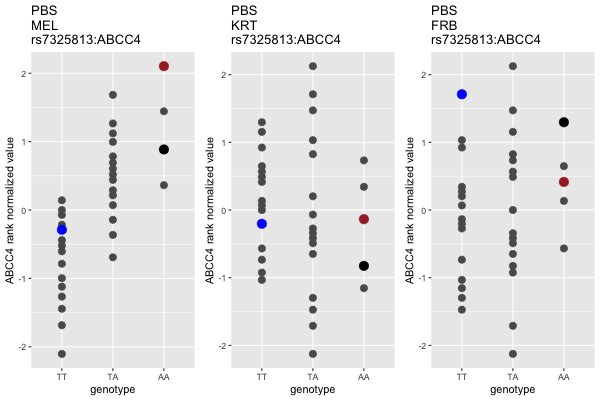 PBS
MEL
rs7325813:ABCC4
ABCC4 rank normalized value
2
1
0
-1
-2
TT TA AA
genotype
PBS
KRT
rs7325813:ABCC4
ABCC4 rank normalized value
2
1
0
-1
-2
TT TA AA
genotype
PBS
FRB
rs7325813:ABCC4
ABCC4 rank normalized value
2
1
0
-1
-2
TT TA AA
genotype